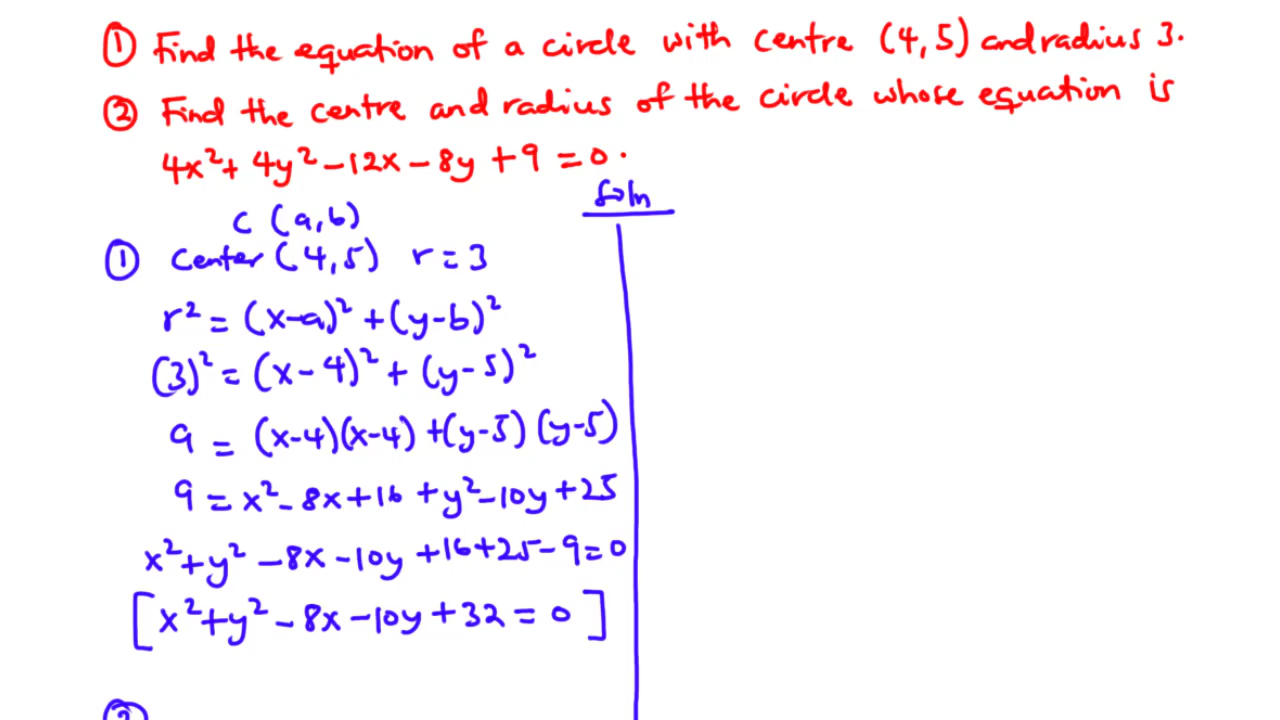 ① Find the equation of a circle with centre (4,5) and radius 3.
② Find the centre and radius of the circle whose equation is
4x² + 4y² - 12x - 8y + 9 = 0.
Soln
C (a,b)
① Center (4,5) r = 3
r² = (x-a)² + (y-b)²
(3)² = (x-4)² + (y-5)²
9 = (x-4)(x-4) + (y-5)(y-5)
9 = x² - 8x + 16 + y² - 10y + 25
x² + y² - 8x - 10y + 16 + 25 - 9 = 0
[x² + y² - 8x - 10y + 32 = 0]
②